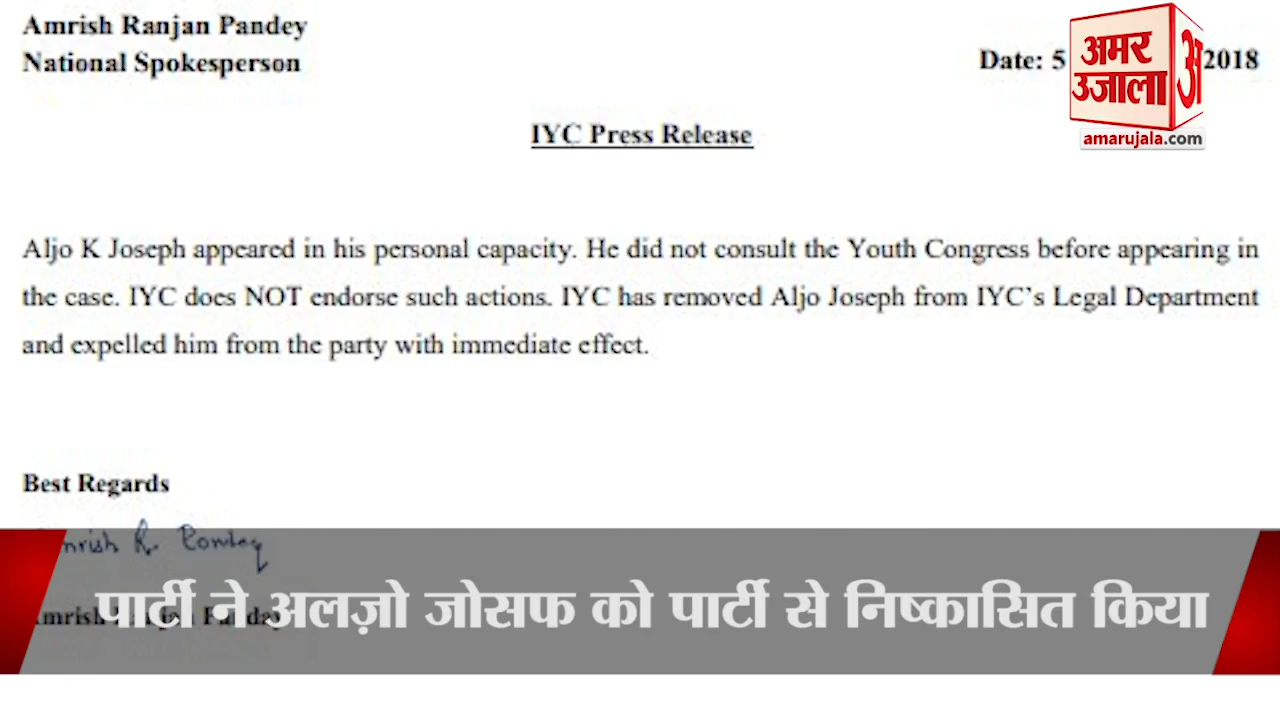 Amrish Ranjan Pandey
National Spokesperson
Date: 5
2018
अमर
उजाला
अ
amarujala.com
IYC Press Release
Aljo K Joseph appeared in his personal capacity. He did not consult the Youth Congress before appearing in
the case. IYC does NOT endorse such actions. IYC has removed Aljo Joseph from IYC's Legal Department
and expelled him from the party with immediate effect.
Best Regards
पार्टी ने अलज़ो जोसफ को पार्टी से निष्कासित किया